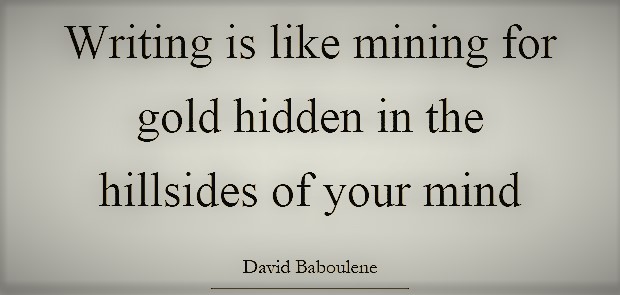 Writing is like mining for
gold hidden in the
hillsides of your mind
David Baboulene